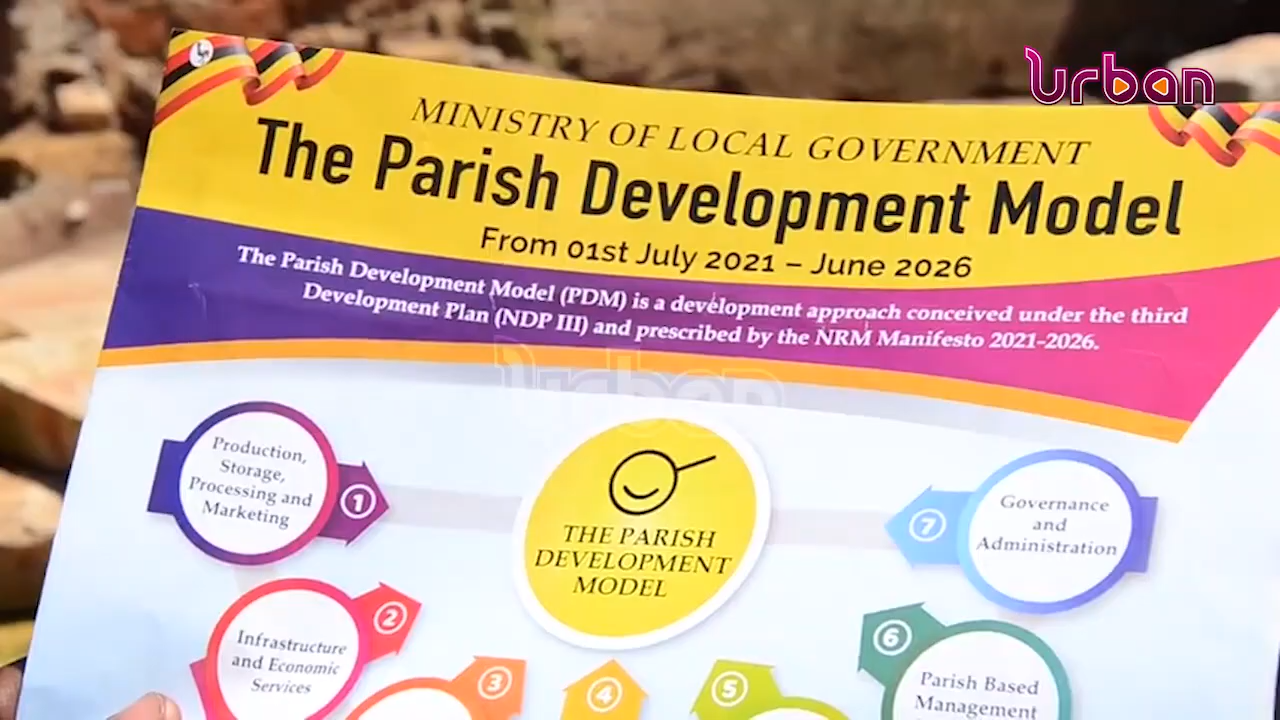 Urban
MINISTRY OF LOCAL GOVERNMENT
The Parish Development Model
From 01st July 2021 – June 2026
The Parish Development Model (PDM) is a development approach conceived under the third
Development Plan (NDP III) and prescribed by the NRM Manifesto 2021-2026.
Urban
Production,
Storage,
Processing and
Marketing
1
THE PARISH
DEVELOPMENT
MODEL
7
Governance
and
Administration
2
Infrastructure
and Economic
Services
3
4
5
6
Parish Based
Management